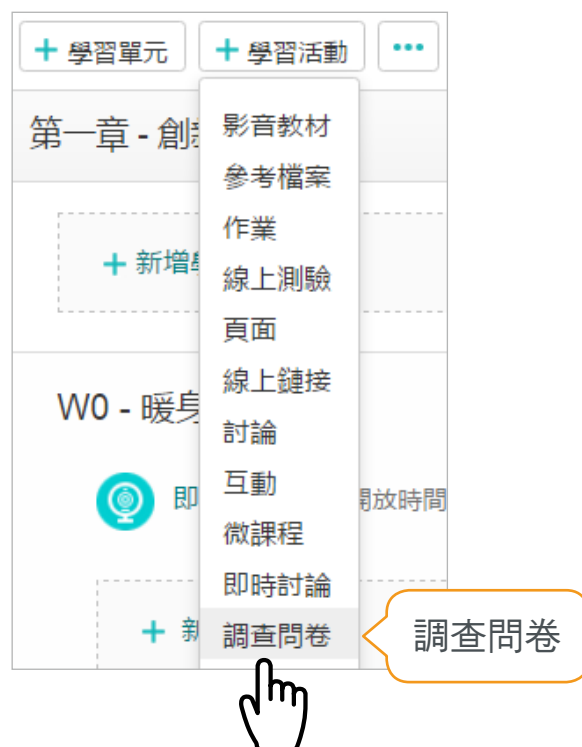 + 學習單元 + 學習活動 •••
第一章 - 創
影音教材
參考檔案
作業
+ 新增
線上測驗
頁面
線上鏈接
W0 - 暖身
討論
互動
即 開放時間
微課程
即時討論
+ 新
調查問卷 調查問卷